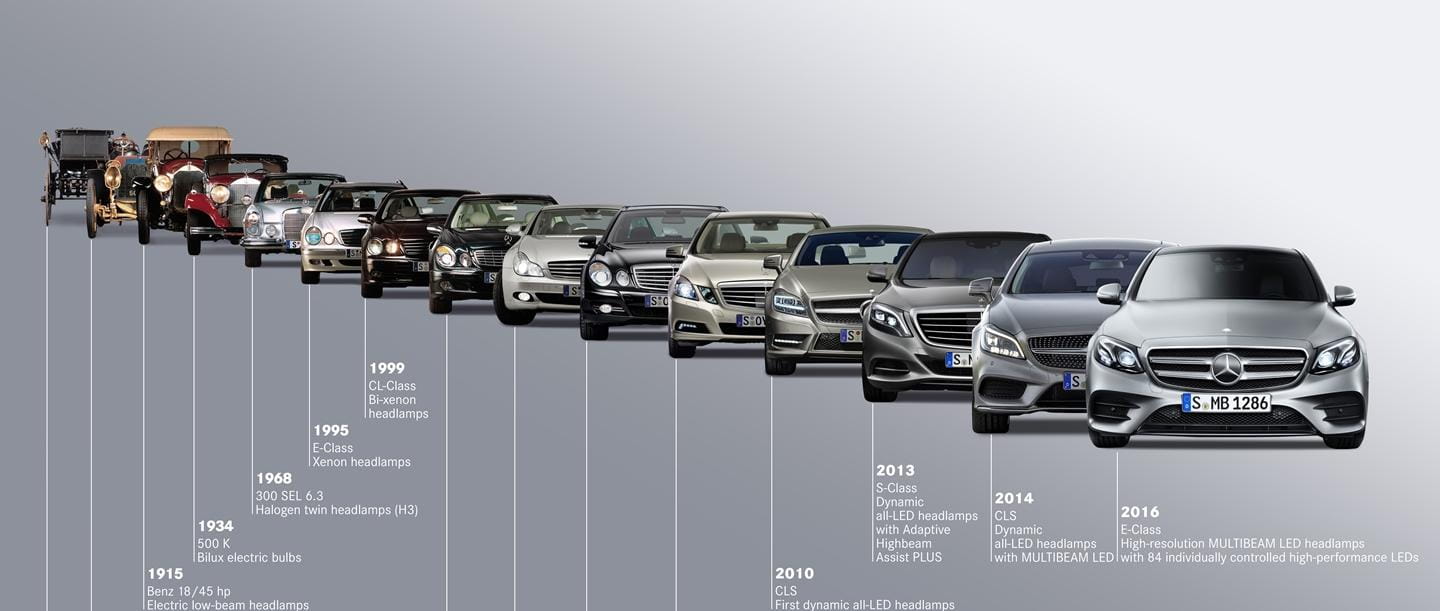 1999
CL-Class
Bi-xenon
headlamps
1995
E-Class
Xenon headlamps
1968
300 SEL 6.3
Halogen twin headlamps (H3)
1934
500 K
Bilux electric bulbs
1915
Benz 18/45 hp
Electric low-beam headlamps
2010
CLS
First dynamic all-LED headlamps
2013
S-Class
Dynamic
all-LED headlamps
with Adaptive
Highbeam
Assist PLUS
2014
CLS
Dynamic
all-LED headlamps
with MULTIBEAM LED
2016
E-Class
High-resolution MULTIBEAM LED headlamps
with 84 individually controlled high-performance LEDs
S MB 1286